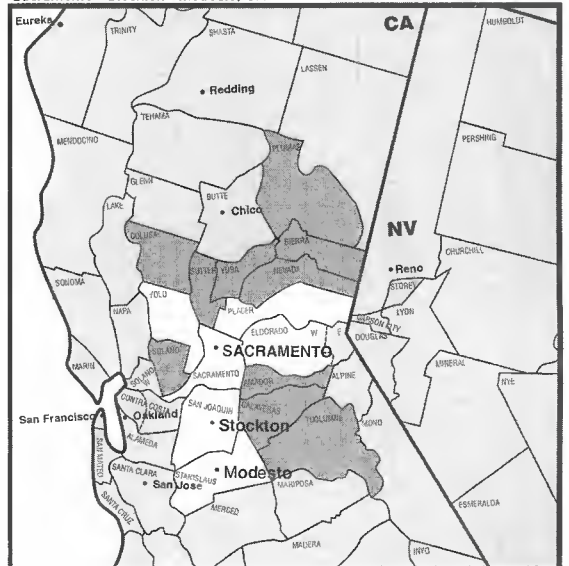 Eureka
TRINITY
SHASTA
CA
HUMBOLDT
Redding
LASSEN
TEHAMA
MENDOCINO
PLUMAS
PERSHING
GLENN
BUTTE
LAKE
Chico
NV
COLUSA
SIERRA
SUTTER
YUBA
NEVADA
CHURCHILL
SONOMA
Reno
STOREY
YOLO
NAPA
PLACER
LYON
CARSON CITY
ELDORADO
W
E
DOUGLAS
SOLANO
SACRAMENTO
MARIN
SOLANO
W
SACRAMENTO
AMADOR
ALPINE
MINERAL
NYE
CONTRA COSTA
SAN JOAQUIN
CALAVERAS
San Francisco
Oakland
Stockton
TUOLUMNE
MONO
ALAMEDA
SAN MATEO
SANTA CLARA
STANISLAUS
Modesto
San Jose
MARIPOSA
SANTA CRUZ
MERCED
ESMERALDA
MADERA
INYO